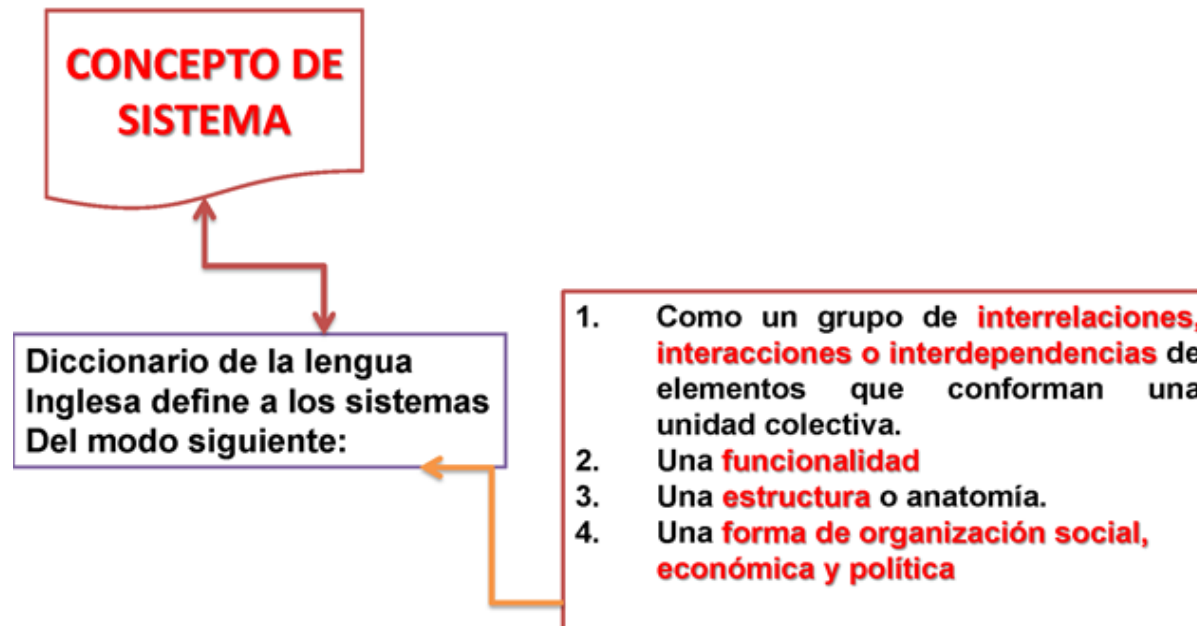 CONCEPTO DE
SISTEMA
Diccionario de la lengua
Inglesa define a los sistemas
Del modo siguiente:
1. Como un grupo de interrelaciones,
interacciones o interdependencias de
elementos que conforman una
unidad colectiva.
2. Una funcionalidad
3. Una estructura o anatomía.
4. Una forma de organización social,
económica y política